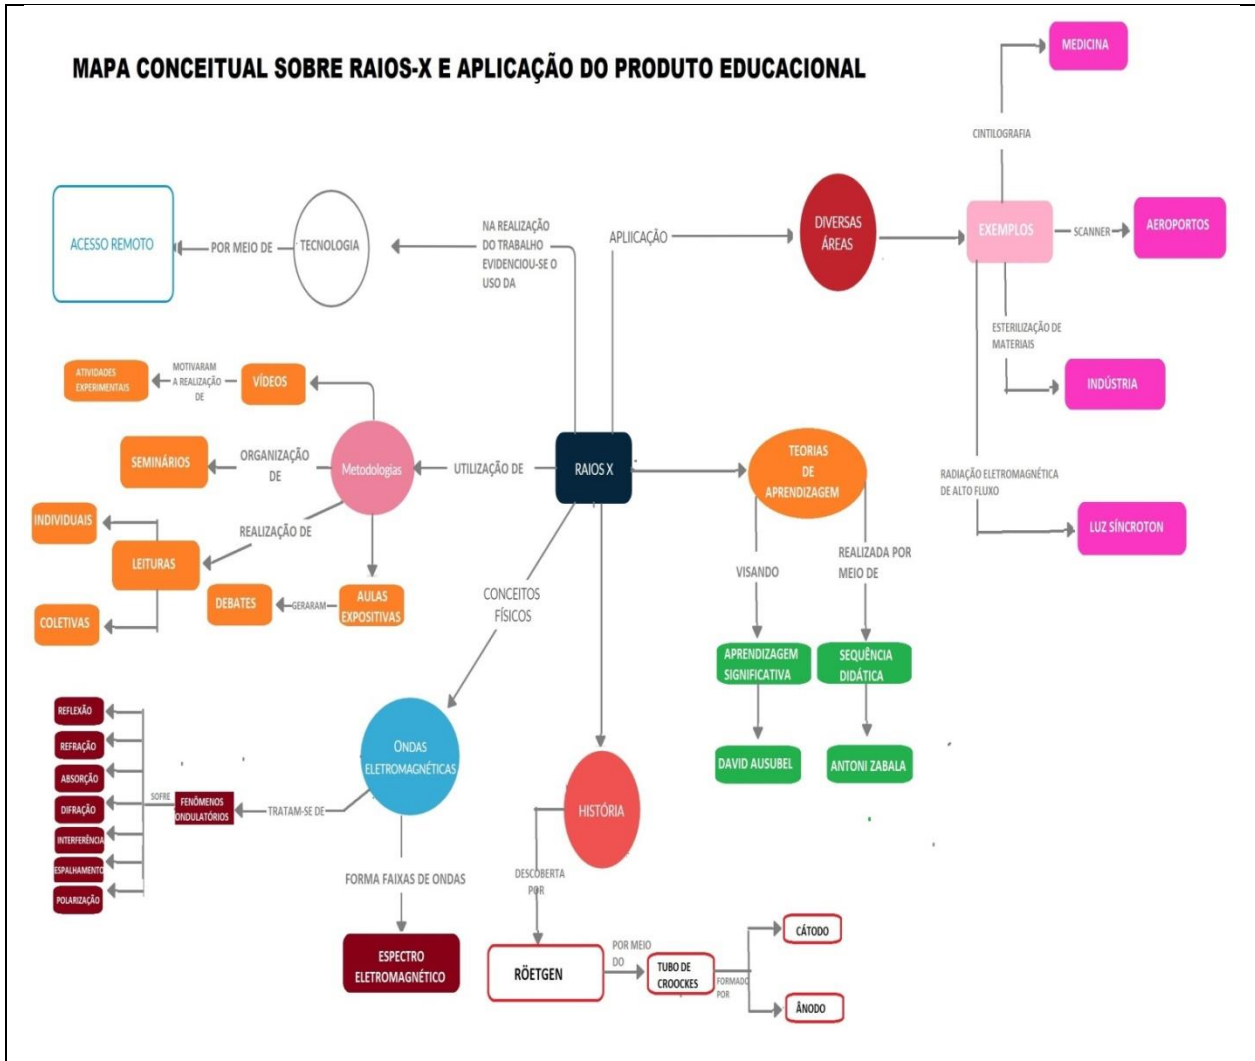 MAPA CONCEITUAL SOBRE RAIOS-X E APLICAÇÃO DO PRODUTO EDUCACIONAL
MEDICINA
CINTILOGRAFIA
ACESSO REMOTO
POR MEIO DE
TECNOLOGIA
NA REALIZAÇÃO
DO TRABALHO
EVIDENCIOU-SE O
USO DA
APLIICAÇÃO
DIVERSAS
ÁREAS
EXEMPLOS
SCANNER
AEROPORTOS
ESTERILIZAÇÃO DE
MATERIAIS
INDÚSTRIA
RADIAÇÃO ELETROMAGNÉTICA
DE ALTO FLUXO
LUZ SÍNCROTON
ATIVIDADES
EXPERIMENTAIS
MOTIVARAM
A REALIZAÇÃO
DE
VÍDEOS
SEMINÁRIOS
ORGANIZAÇÃO
DE
Metodologias
UTILIZAÇÃO DE
RAIOS X
TEORIAS
DE
APRENDIZAGEM
INDIVIDUAIS
REALIZAÇÃO DE
LEITURAS
COLETIVAS
DEBATES
GERARAM
AULAS
EXPOSITIVAS
CONCEITOS
FÍSICOS
VISANDO
REALIZADA POR
MEIO DE
APRENDIZAGEM
SIGNIFICATIVA
SEQUÊNCIA
DIDÁTICA
DAVID AUSUBEL
ANTONI ZABALA
REFLEXÃO
REFRAÇÃO
ABSORÇÃO
DIFRAÇÃO
INTERFERÊNCIA
ESPALHAMENTO
POLARIZAÇÃO
SOFRE
FENÔMENOS
ONDULATÓRIOS
TRATAM-SE DE
ONDAS
ELETROMAGNÉTICAS
HISTÓRIA
FORMA FAIXAS DE ONDAS
ESPECTRO
ELETROMAGNÉTICO
DESCOBERTA
POR
RÖETGEN
POR MEIO
DO
TUBO DE
CROOCKES
FORMADO
POR
CÁTODO
ÂNODO